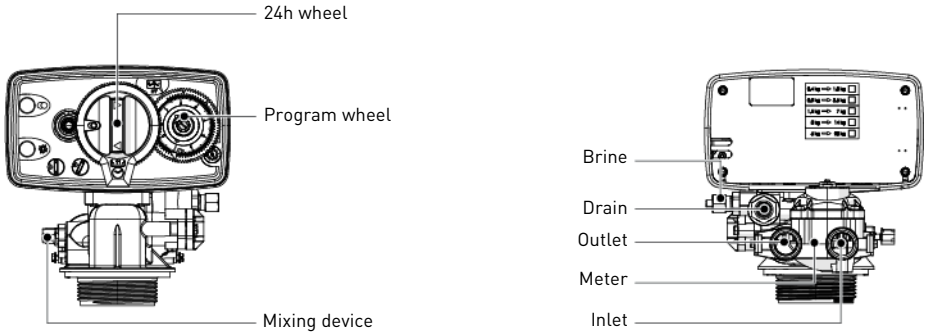 24h wheel
Program wheel
Mixing device
Brine
Drain
Outlet
Meter
Inlet